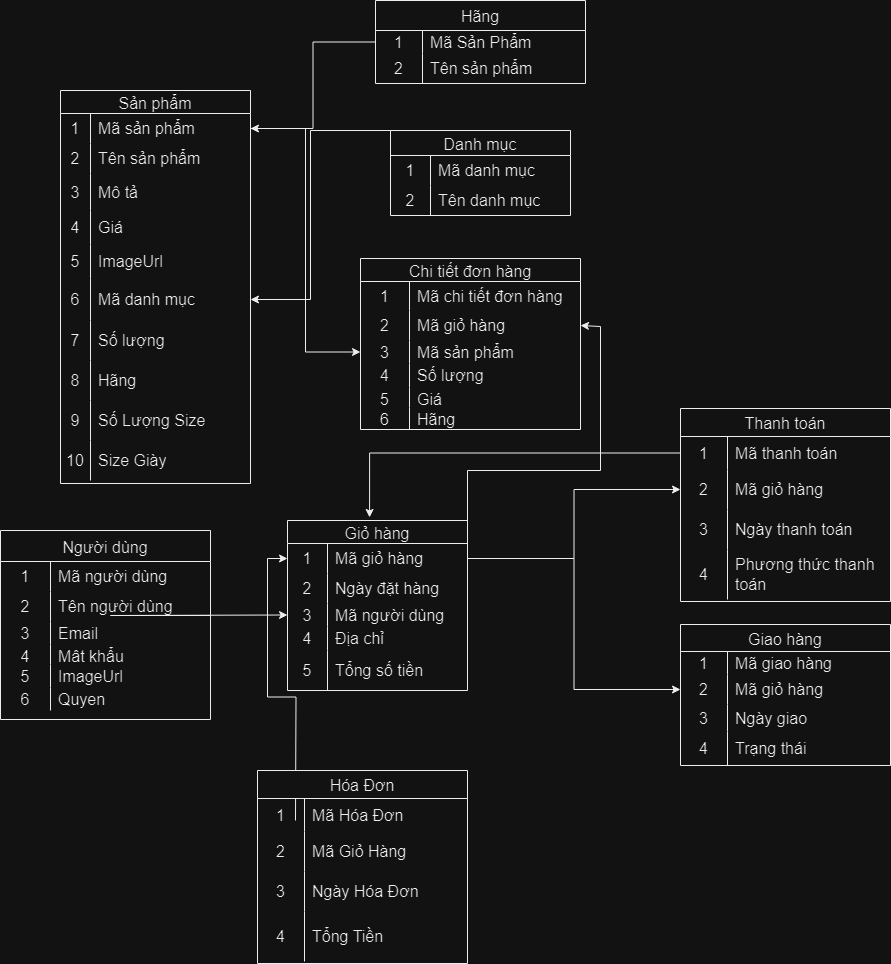 Hãng
1 Mã Sản Phẩm
2 Tên sản phẩm
Sản phẩm
1 Mã sản phẩm
2 Tên sản phẩm
3 Mô tả
4 Giá
5 ImageUrl
6 Mã danh mục
7 Số lượng
8 Hãng
9 Số Lượng Size
10 Size Giày
Danh mục
1 Mã danh mục
2 Tên danh mục
Chi tiết đơn hàng
1 Mã chi tiết đơn hàng
2 Mã giỏ hàng
3 Mã sản phẩm
4 Số lượng
5 Giá
6 Hãng
Thanh toán
1 Mã thanh toán
2 Mã giỏ hàng
3 Ngày thanh toán
4 Phương thức thanh
toán
Giỏ hàng
1 Mã giỏ hàng
2 Ngày đặt hàng
3 Mã người dùng
4 Địa chỉ
5 Tổng số tiền
Người dùng
1 Mã người dùng
2 Tên người dùng
3 Email
4 Mât khẩu
5 ImageUrl
6 Quyen
Giao hàng
1 Mã giao hàng
2 Mã giỏ hàng
3 Ngày giao
4 Trạng thái
Hóa Đơn
1 Mã Hóa Đơn
2 Mã Giỏ Hàng
3 Ngày Hóa Đơn
4 Tổng Tiền